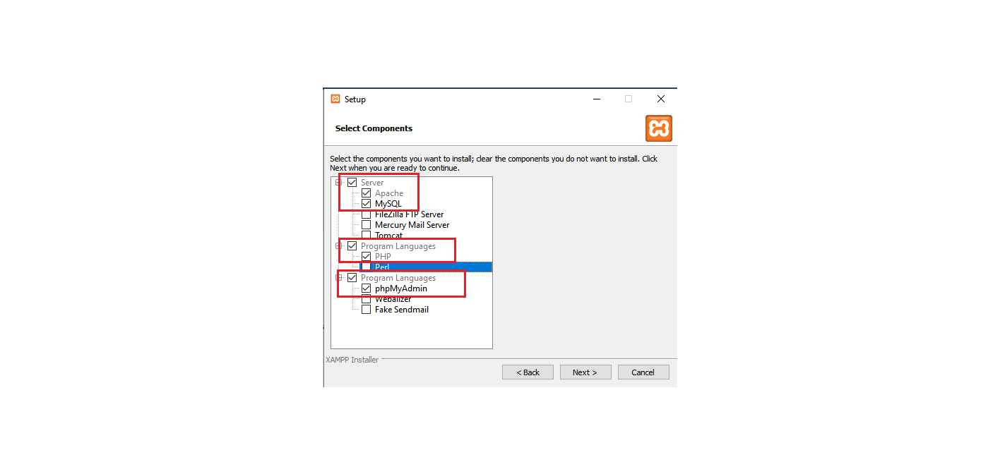 Setup
Select Components
Select the components you want to install; clear the components you do not want to install. Click
Next when you are ready to continue.
Server
Apache
MySQL
FileZilla FTP Server
Mercury Mail Server
Tomcat
Program Languages
PHP
Perl
Program Languages
phpMyAdmin
Webalizer
Fake Sendmail
XAMPP Installer
< Back
Next >
Cancel